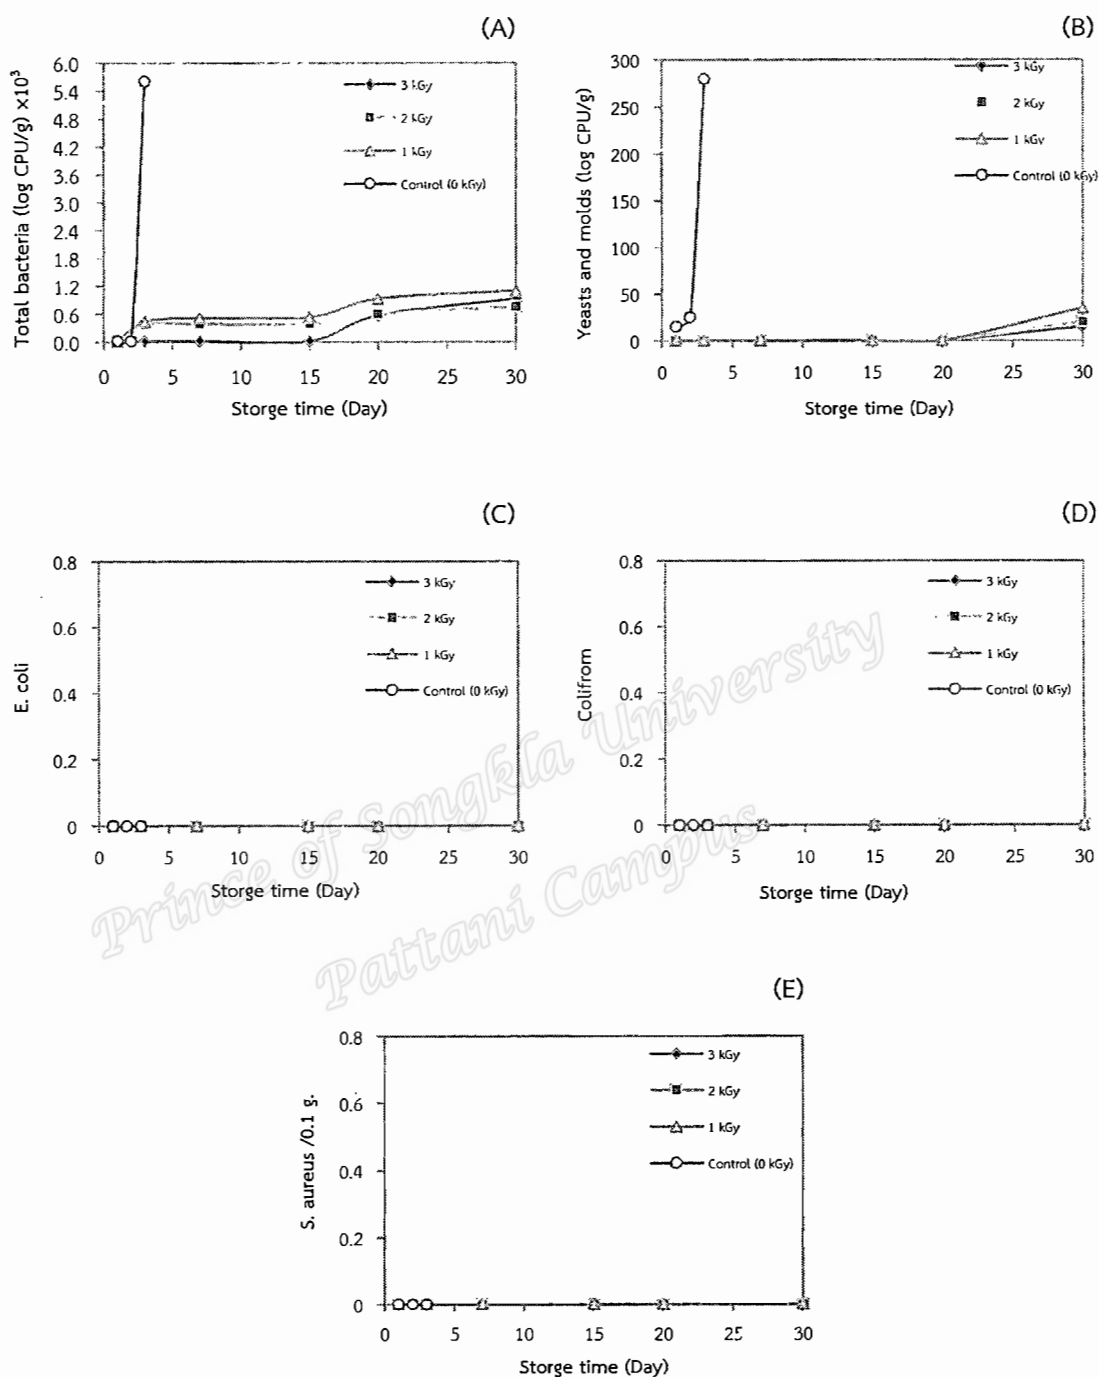 (A)
Total bacteria (log CPU/g) ×10³
6.0
5.4
4.8
4.2
3.6
3.0
2.4
1.8
1.2
0.6
0.0
3 kGy
2 kGy
1 kGy
Control (0 kGy)
0 5 10 15 20 25 30
Storge time (Day)
(B)
Yeasts and molds (log CPU/g)
300
250
200
150
100
50
0
3 kGy
2 kGy
1 kGy
Control (0 kGy)
0 5 10 15 20 25 30
Storge time (Day)
(C)
E. coli
0.8
0.6
0.4
0.2
0
3 kGy
2 kGy
1 kGy
Control (0 kGy)
0 5 10 15 20 25 30
Storge time (Day)
(D)
Colifrom
0.8
0.6
0.4
0.2
0
3 kGy
2 kGy
1 kGy
Control (0 kGy)
0 5 10 15 20 25 30
Storge time (Day)
Prince of Songkla University
Pattani Campus
(E)
S. aureus /0.1 g.
0.8
0.6
0.4
0.2
0
3 kGy
2 kGy
1 kGy
Control (0 kGy)
0 5 10 15 20 25 30
Storge time (Day)